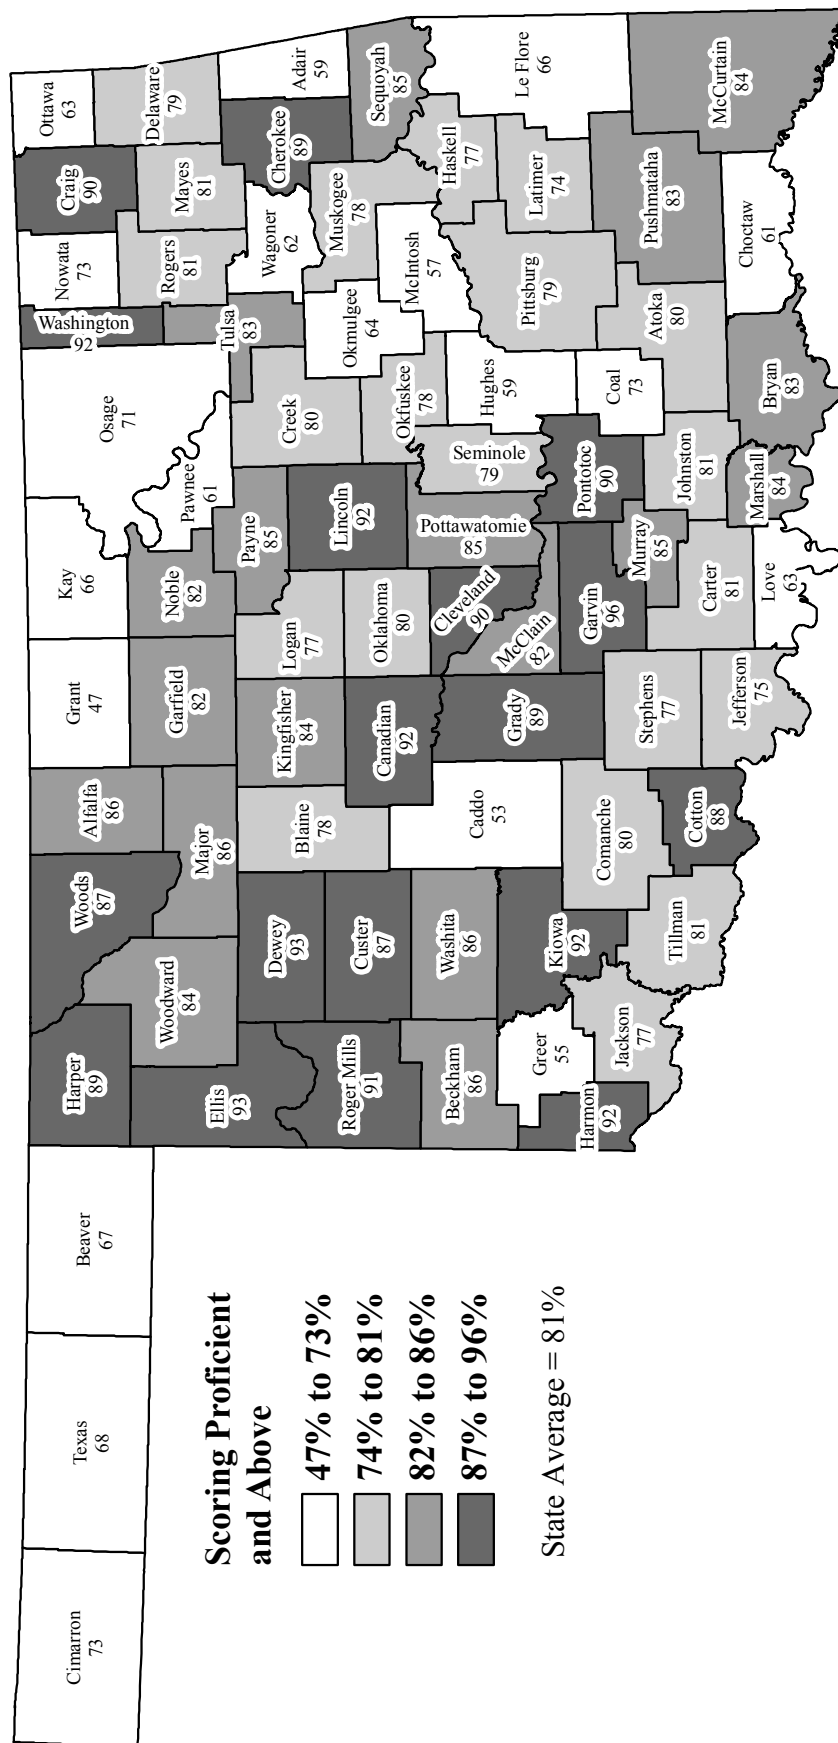 Cimarron
73
Texas
68
Beaver
67
Harper
89
Woods
87
Alfalfa
86
Grant
47
Kay
66
Osage
71
Washington
92
Nowata
73
Craig
90
Ottawa
63
Ellis
93
Woodward
84
Major
86
Garfield
82
Noble
82
Pawnee
61
Rogers
81
Mayes
81
Delaware
79
Roger Mills
91
Dewey
93
Blaine
78
Kingfisher
84
Logan
77
Payne
85
Creek
80
Tulsa
83
Wagoner
62
Cherokee
89
Adair
59
Custer
87
Canadian
92
Oklahoma
80
Lincoln
92
Okfuskee
78
Okmulgee
64
Muskogee
78
Sequoyah
85
Beckham
86
Washita
86
Caddo
53
Grady
89
Cleveland
90
McClain
82
Pottawatomie
85
Seminole
79
Hughes
59
McIntosh
57
Haskell
77
Le Flore
66
Greer
55
Kiowa
92
Comanche
80
Stephens
77
Garvin
96
Pontotoc
90
Coal
73
Pittsburg
79
Latimer
74
Harmon
92
Jackson
77
Tillman
81
Cotton
88
Jefferson
75
Carter
81
Murray
85
Johnston
81
Atoka
80
Pushmataha
83
McCurtain
84
Love
63
Marshall
84
Bryan
83
Choctaw
61
Scoring Proficient
and Above
47% to 73%
74% to 81%
82% to 86%
87% to 96%
State Average = 81%